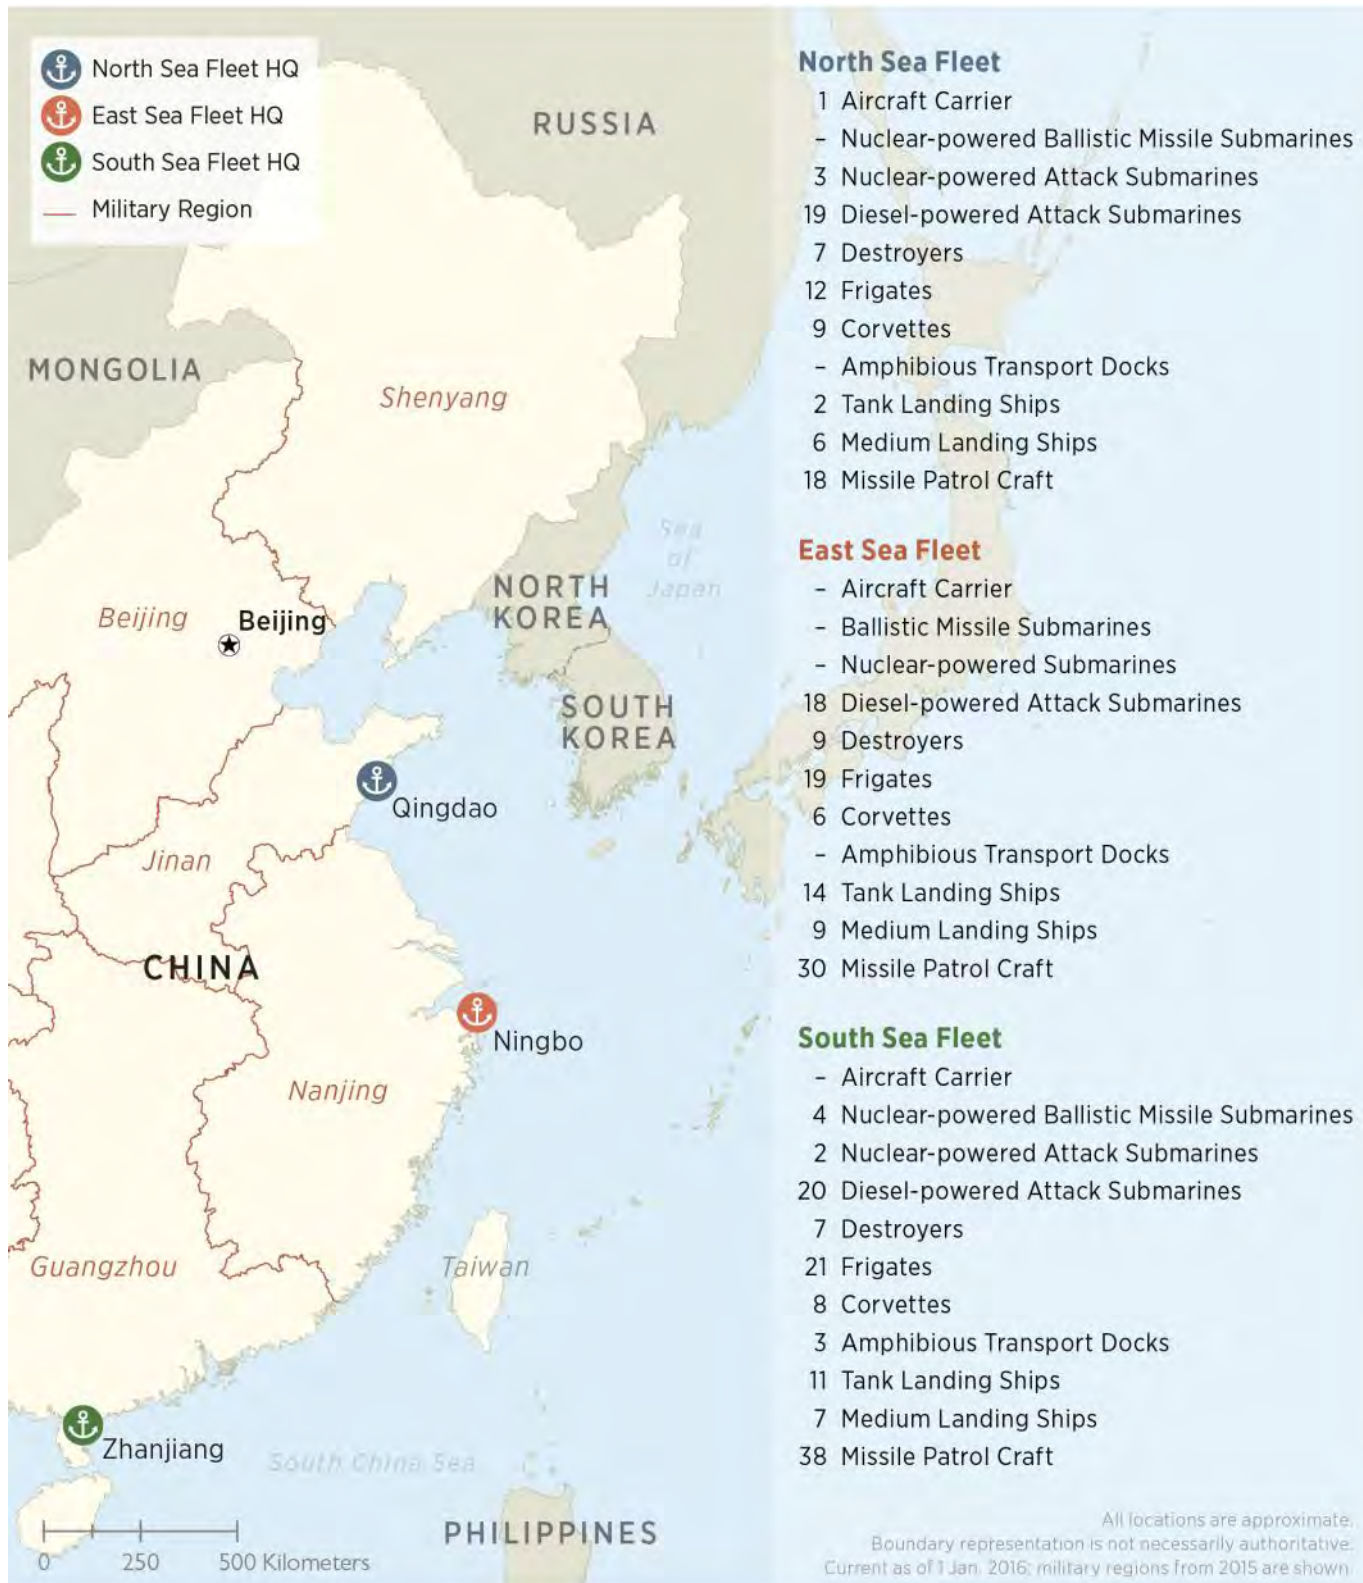 North Sea Fleet HQ
East Sea Fleet HQ
South Sea Fleet HQ
Military Region
RUSSIA
MONGOLIA
Shenyang
Sea
of
Japan
NORTH
KOREA
Beijing
Beijing
SOUTH
KOREA
Qingdao
Jinan
CHINA
Ningbo
Nanjing
Guangzhou
Taiwan
Zhanjiang
South China Sea
PHILIPPINES
0 250 500 Kilometers
North Sea Fleet
1 Aircraft Carrier
– Nuclear-powered Ballistic Missile Submarines
3 Nuclear-powered Attack Submarines
19 Diesel-powered Attack Submarines
7 Destroyers
12 Frigates
9 Corvettes
– Amphibious Transport Docks
2 Tank Landing Ships
6 Medium Landing Ships
18 Missile Patrol Craft
East Sea Fleet
– Aircraft Carrier
– Ballistic Missile Submarines
– Nuclear-powered Submarines
18 Diesel-powered Attack Submarines
9 Destroyers
19 Frigates
6 Corvettes
– Amphibious Transport Docks
14 Tank Landing Ships
9 Medium Landing Ships
30 Missile Patrol Craft
South Sea Fleet
– Aircraft Carrier
4 Nuclear-powered Ballistic Missile Submarines
2 Nuclear-powered Attack Submarines
20 Diesel-powered Attack Submarines
7 Destroyers
21 Frigates
8 Corvettes
3 Amphibious Transport Docks
11 Tank Landing Ships
7 Medium Landing Ships
38 Missile Patrol Craft
All locations are approximate.
Boundary representation is not necessarily authoritative.
Current as of 1 Jan. 2016; military regions from 2015 are shown.